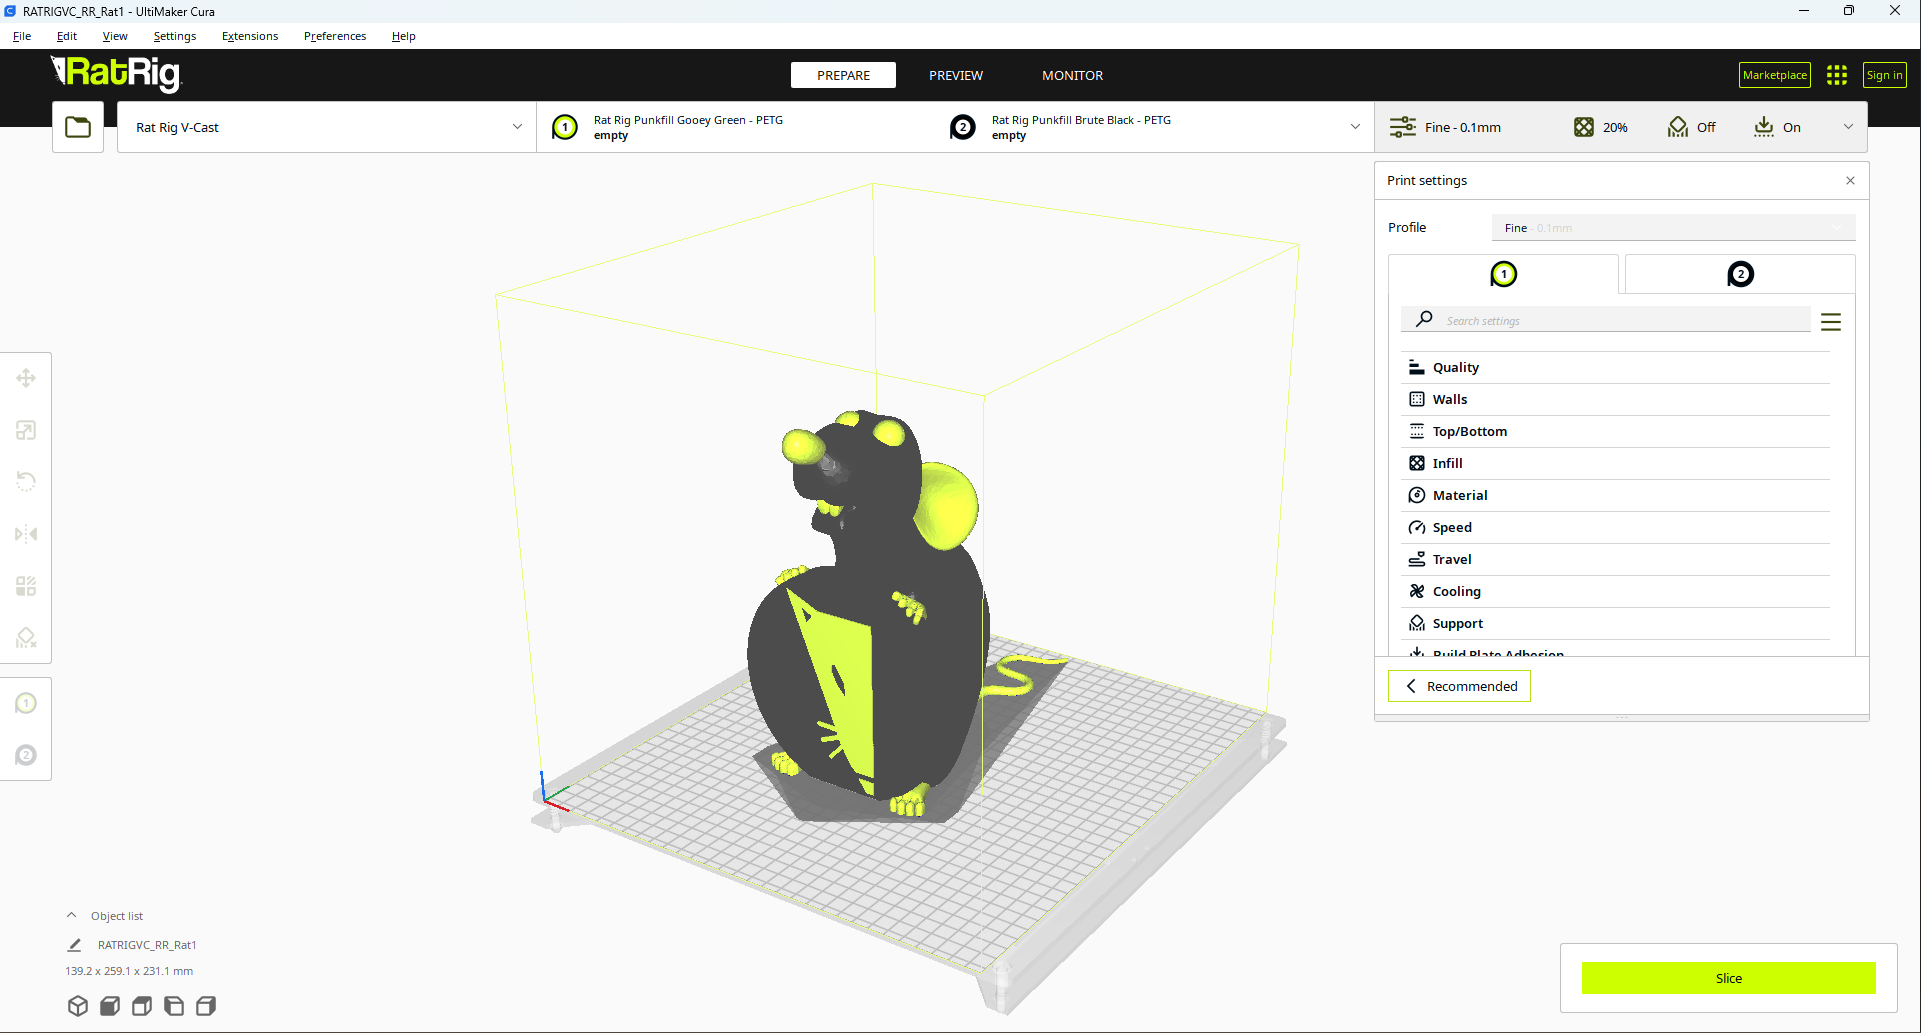 RATRIGVC_RR_Rat1 - UltiMaker Cura
File Edit View Settings Extensions Preferences Help
RatRig
PREPARE PREVIEW MONITOR
Marketplace
Sign in
Rat Rig V-Cast
1
Rat Rig Punkfill Gooey Green - PETG
empty
2
Rat Rig Punkfill Brute Black - PETG
empty
Fine - 0.1mm
20%
Off
On
Print settings
Profile
Fine - 0.1mm
1
2
Search settings
Quality
Walls
Top/Bottom
Infill
Material
Speed
Travel
Cooling
Support
Build Plate Adhesion
Recommended
1
2
Object list
RATRIGVC_RR_Rat1
139.2 x 259.1 x 231.1 mm
Slice